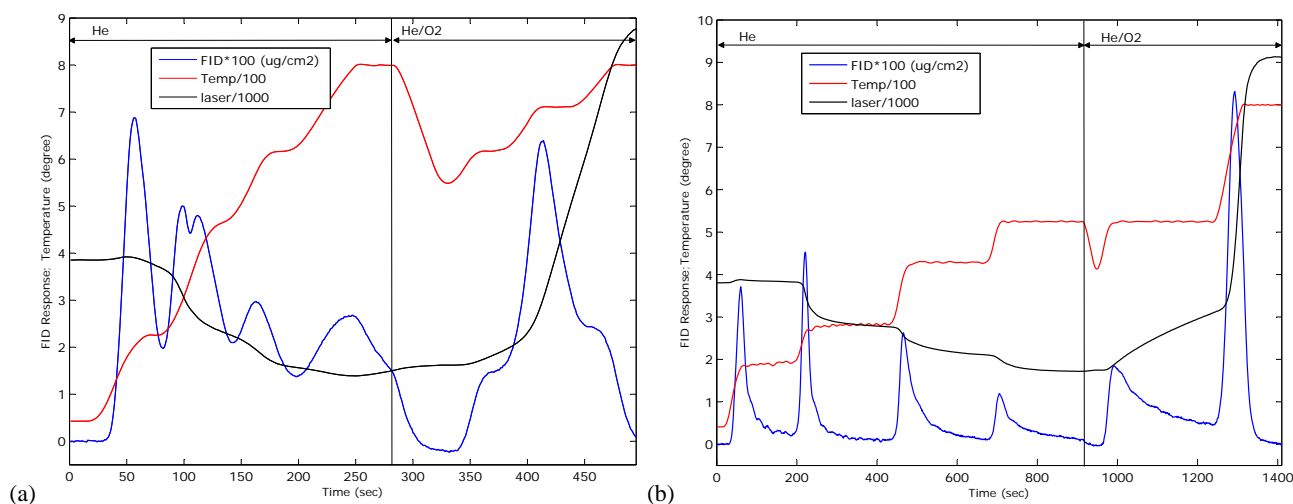 He
He/O2
FID*100 (ug/cm2)
Temp/100
laser/1000
9
8
7
6
5
4
3
2
1
0
FID Response; Temperature (degree)
0 50 100 150 200 250 300 350 400 450
Time (sec)
(a)
He
He/O2
FID*100 (ug/cm2)
Temp/100
laser/1000
10
9
8
7
6
5
4
3
2
1
0
FID Response; Temperature (degree)
0 200 400 600 800 1000 1200 1400
Time (sec)
(b)